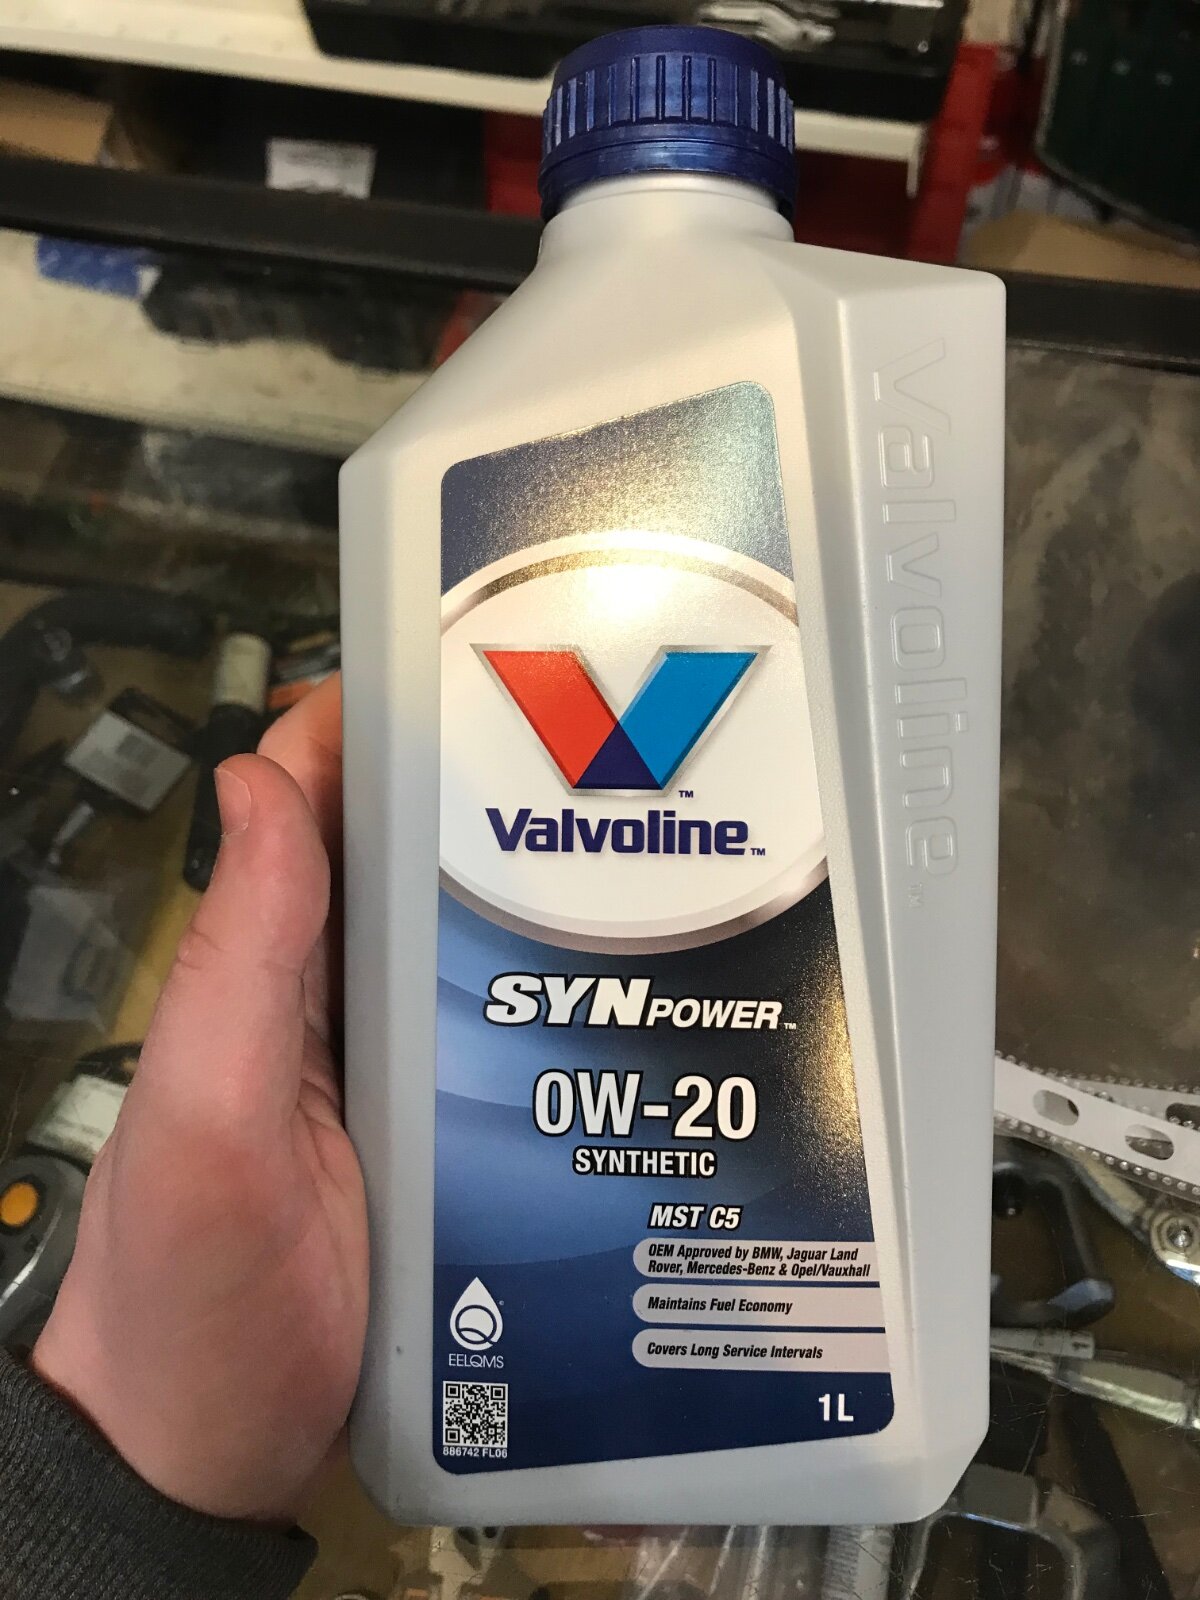 Valvoline™
Valvoline™
SYNPOWER™
0W-20
SYNTHETIC
MST C5
OEM Approved by BMW, Jaguar Land
Rover, Mercedes-Benz & Opel/Vauxhall
Maintains Fuel Economy
Covers Long Service Intervals
EELQMS
886742 FL06
1L